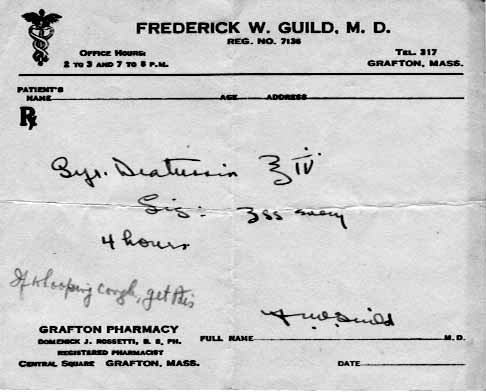 FREDERICK W. GUILD, M. D.
REG. NO. 7136
OFFICE HOURS:
2 TO 3 AND 7 TO 8 P.M.
TEL. 317
GRAFTON, MASS.
PATIENT'S
NAME AGE ADDRESS
℞
Syr. Diatussin ℥ iv
Sig: ʒss every
4 hours
If whooping cough, get this
F.W. Guild
GRAFTON PHARMACY
DOMENICK J. ROSSETTI, B. S., PH.
REGISTERED PHARMACIST
CENTRAL SQUARE GRAFTON, MASS.
FULL NAME M.D.
DATE